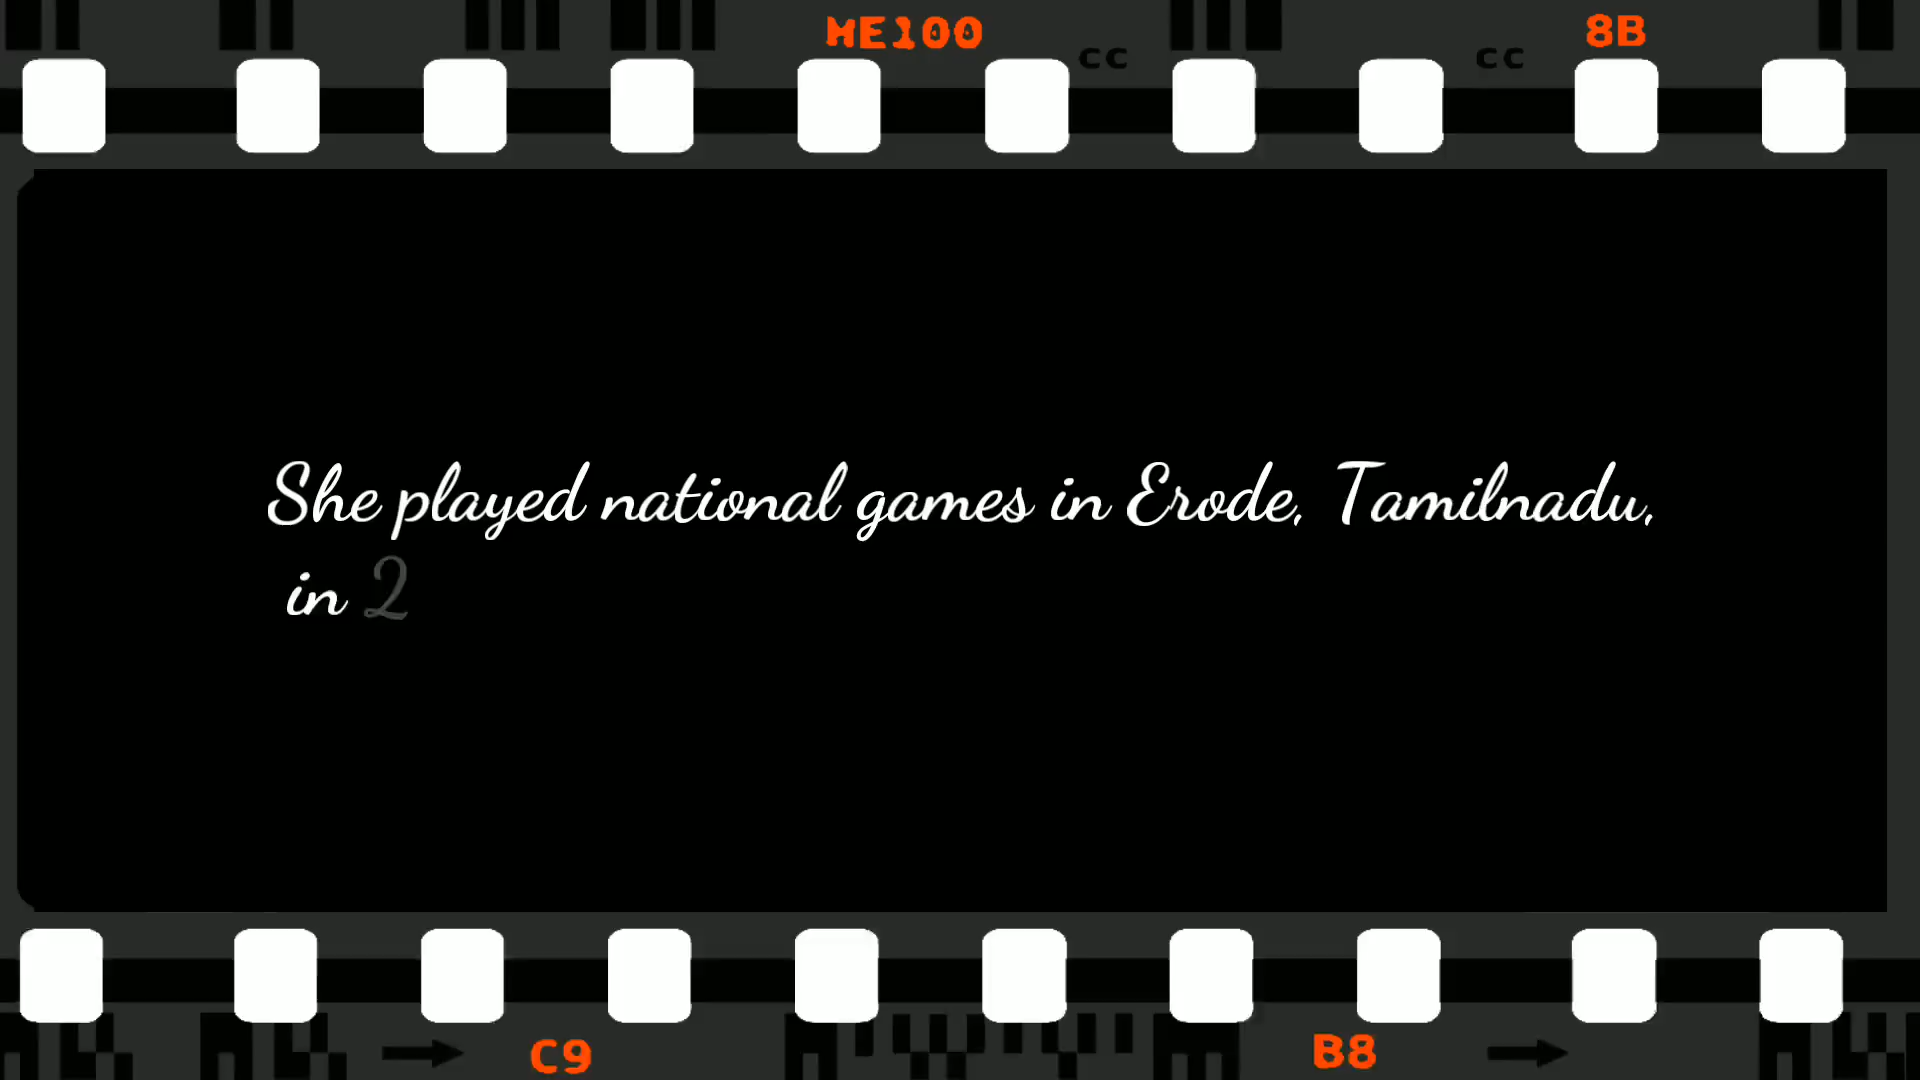 ME100
cc
cc
8B
She played national games in Erode, Tamilnadu,
in 2
C9
B8